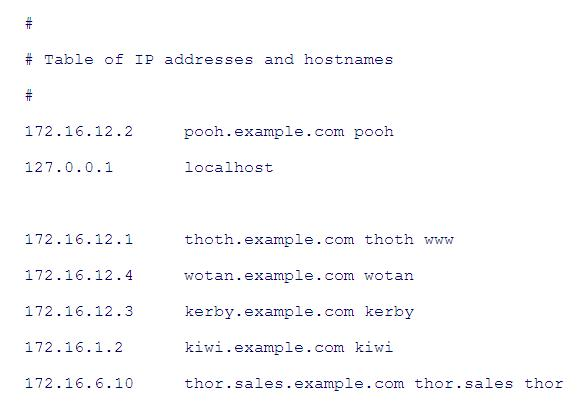 #
# Table of IP addresses and hostnames
#
172.16.12.2 pooh.example.com pooh
127.0.0.1 localhost
172.16.12.1 thoth.example.com thoth www
172.16.12.4 wotan.example.com wotan
172.16.12.3 kerby.example.com kerby
172.16.1.2 kiwi.example.com kiwi
172.16.6.10 thor.sales.example.com thor.sales thor